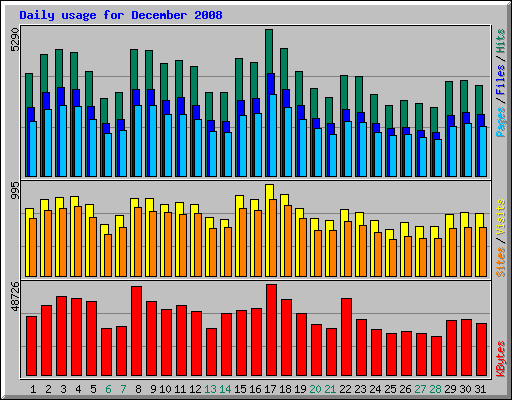 Daily usage for December 2008
5290
Pages / Files / Hits
995
Sites / Visits
48726
KBytes
1 2 3 4 5 6 7 8 9 10 11 12 13 14 15 16 17 18 19 20 21 22 23 24 25 26 27 28 29 30 31